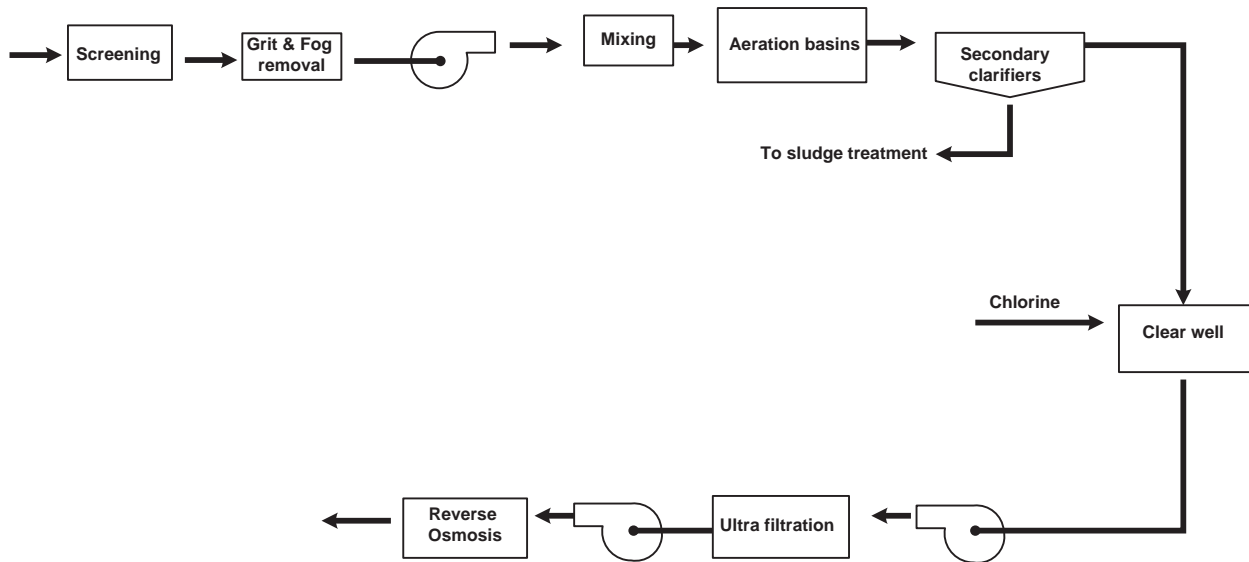 Screening
Grit & Fog
removal
Mixing
Aeration basins
Secondary
clarifiers
To sludge treatment
Chlorine
Clear well
Ultra filtration
Reverse
Osmosis